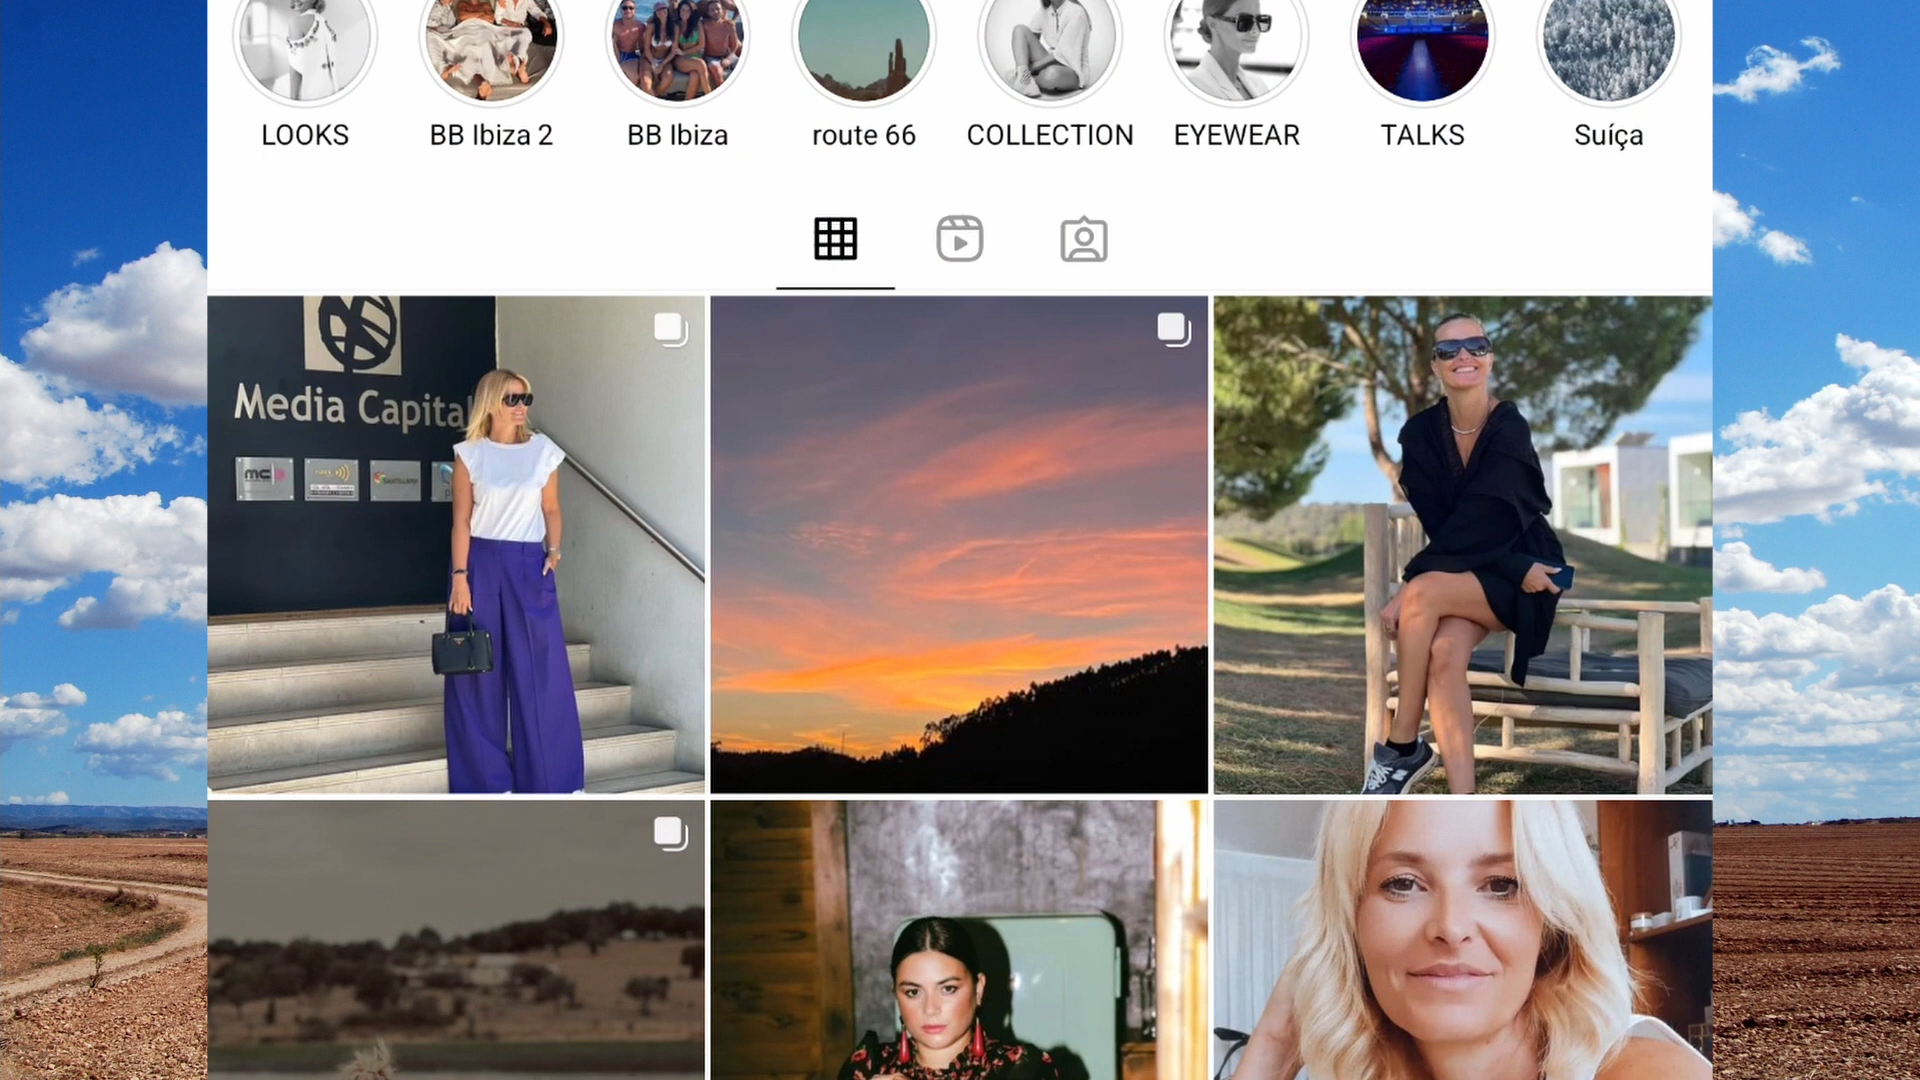 LOOKS
BB Ibiza 2
BB Ibiza
route 66
COLLECTION
EYEWEAR
TALKS
Suíça
Media Capital
mc